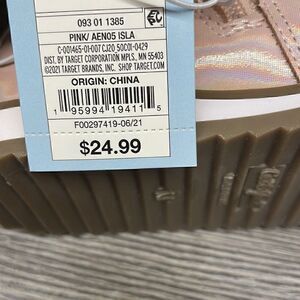 093 01 1385
PINK/ AEN05 ISLA
C-001465-01-007 CJ20 50C01-0429
DIST. BY TARGET CORPORATION MPLS., MN 55403
©2021 TARGET BRANDS, INC. SHOP TARGET.COM
ORIGIN: CHINA
1 95994 19411 5
F00297419-06/21
$24.99